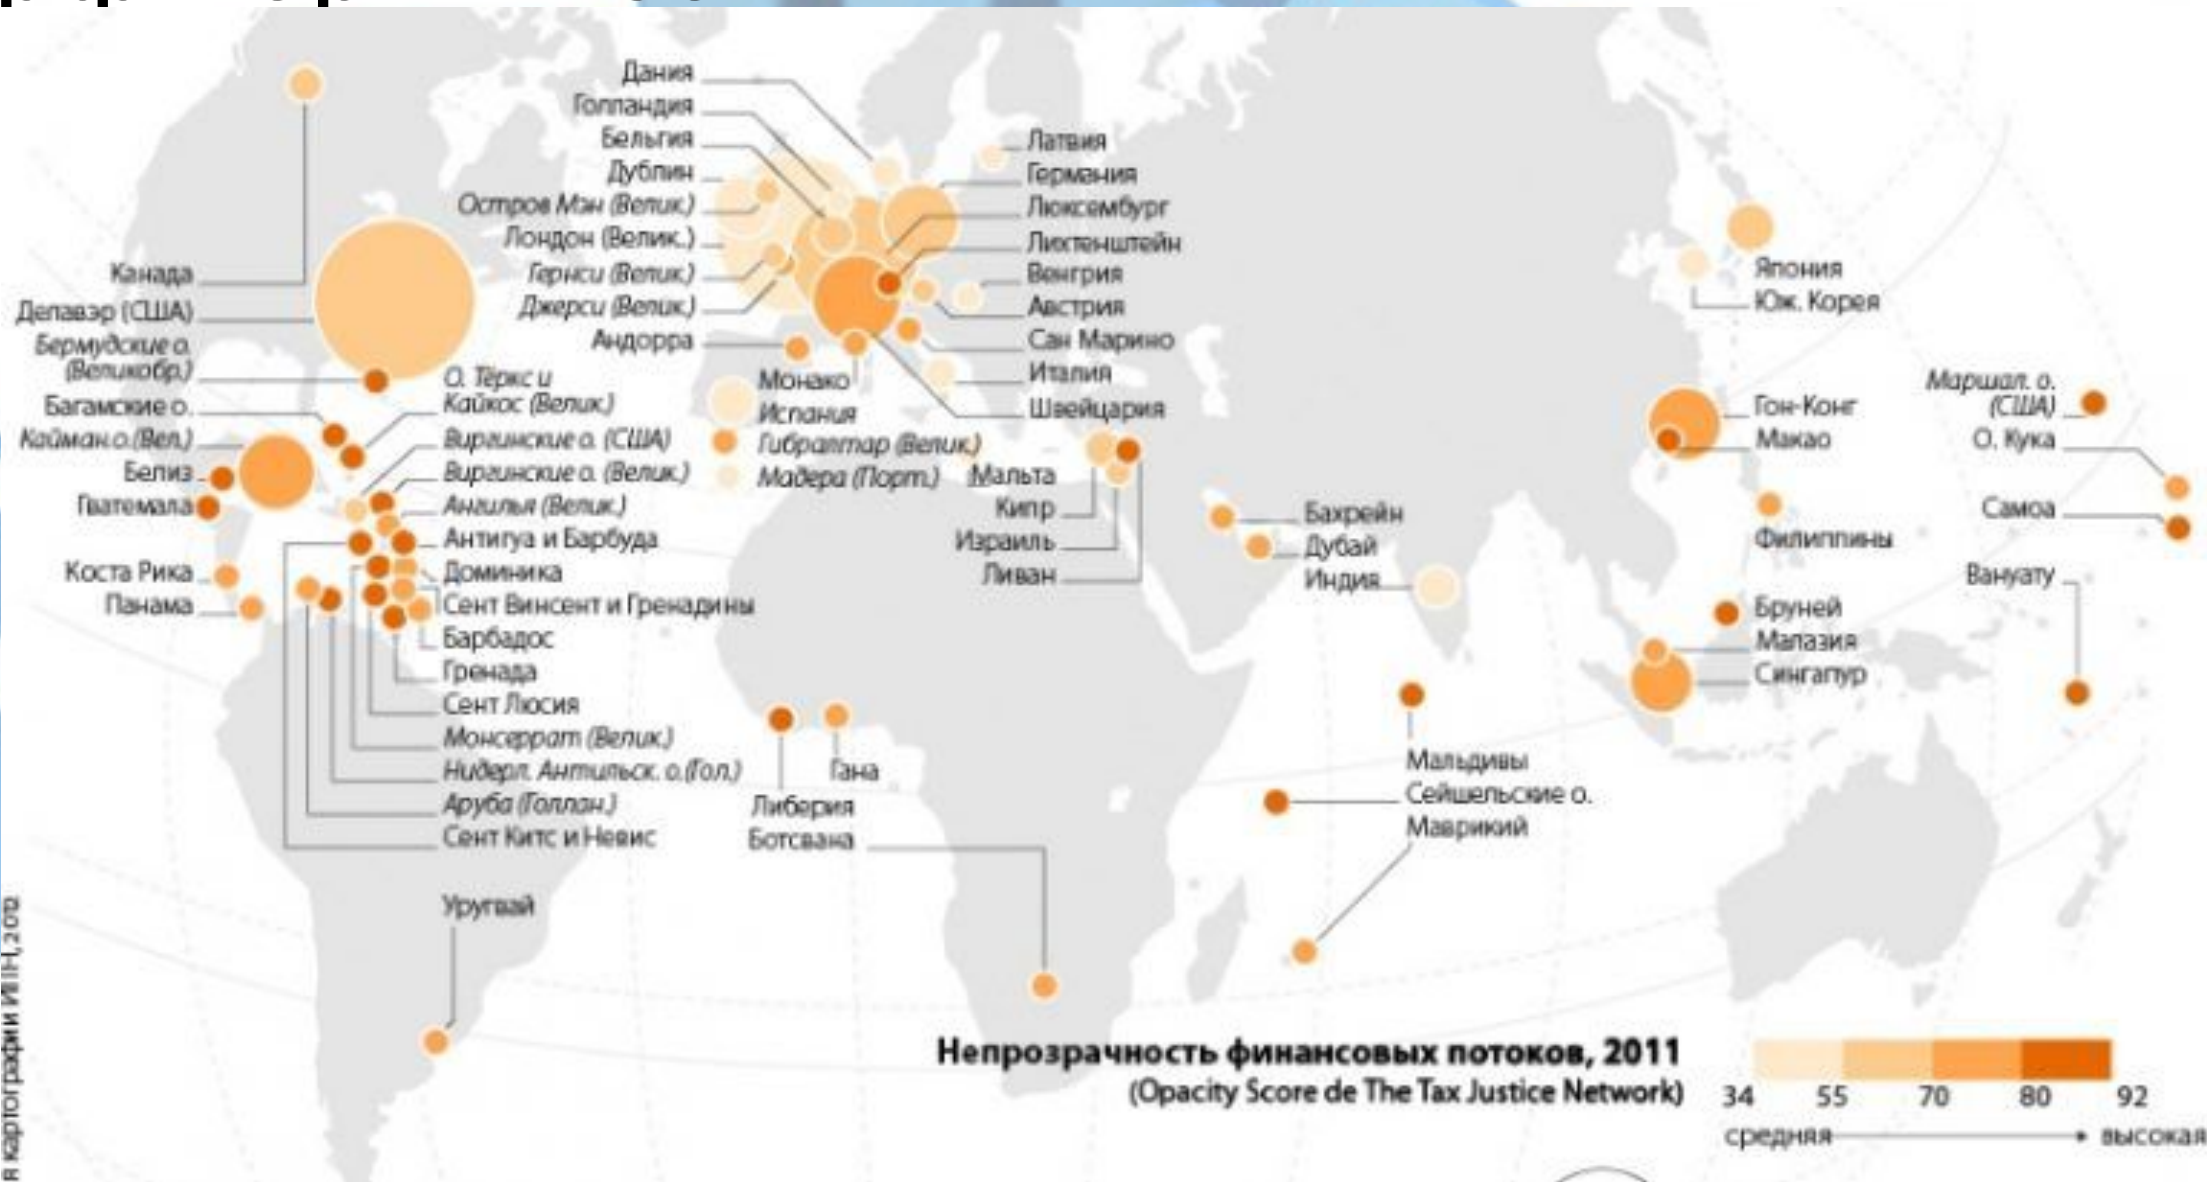 Дания
Голландия
Бельгия
Дублин
Остров Мэн (Велик.)
Лондон (Велик.)
Гернси (Велик.)
Джерси (Велик.)
Андорра
Латвия
Германия
Люксембург
Лихтенштейн
Венгрия
Австрия
Сан Марино
Италия
Швейцария
Монако
Испания
Гибралтар (Велик.)
Мадера (Порт.)
Канада
Делавэр (США)
Бермудские о.
(Великобр.)
Багамские о.
Кайман.о.(Вел.)
Белиз
Гватемала
Коста Рика
Панама
О. Тёркс и
Кайкос (Велик.)
Виргинские о. (США)
Виргинские о. (Велик.)
Ангилья (Велик.)
Антигуа и Барбуда
Доминика
Сент Винсент и Гренадины
Барбадос
Гренада
Сент Люсия
Монсеррат (Велик.)
Нидерл. Антильск. о.(Гол.)
Аруба (Голлан.)
Сент Китс и Невис
Уругвай
Мальта
Кипр
Израиль
Ливан
Либерия
Гана
Ботсвана
Бахрейн
Дубай
Индия
Мальдивы
Сейшельские о.
Маврикий
Япония
Юж. Корея
Гон-Конг
Макао
Филиппины
Бруней
Малазия
Сингапур
Маршал. о.
(США)
О. Кука
Самоа
Вануату
Непрозрачность финансовых потоков, 2011
(Opacity Score de The Tax Justice Network)
34 55 70 80 92
средняя высокая
я картографии ИПН, 2012